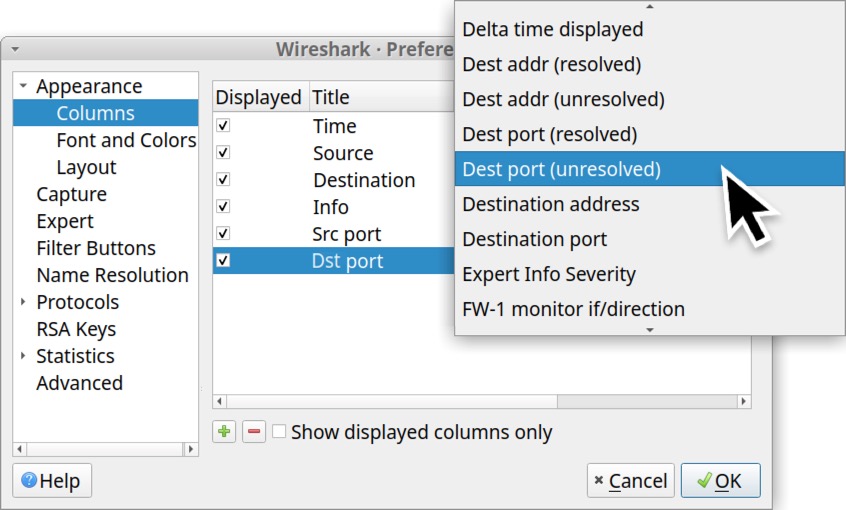 Wireshark · Prefere
Appearance
Columns
Font and Colors
Layout
Capture
Expert
Filter Buttons
Name Resolution
Protocols
RSA Keys
Statistics
Advanced
Displayed Title
Time
Source
Destination
Info
Src port
Dst port
Delta time displayed
Dest addr (resolved)
Dest addr (unresolved)
Dest port (resolved)
Dest port (unresolved)
Destination address
Destination port
Expert Info Severity
FW-1 monitor if/direction
Show displayed columns only
Help
Cancel
OK